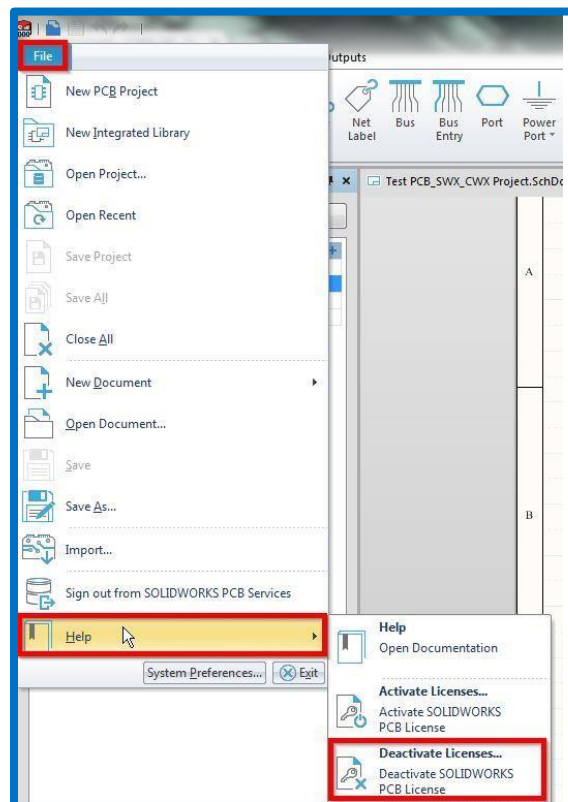 File
utputs
New PCB Project
New Integrated Library
Open Project...
Open Recent
Save Project
Save All
Close All
New Document
Open Document...
Save
Save As...
Import...
Sign out from SOLIDWORKS PCB Services
Help
System Preferences...
Exit
Net
Label
Bus
Bus
Entry
Port
Power
Port
Test PCB_SWX_CWX Project.SchDo
A
B
Help
Open Documentation
Activate Licenses...
Activate SOLIDWORKS
PCB License
Deactivate Licenses...
Deactivate SOLIDWORKS
PCB License